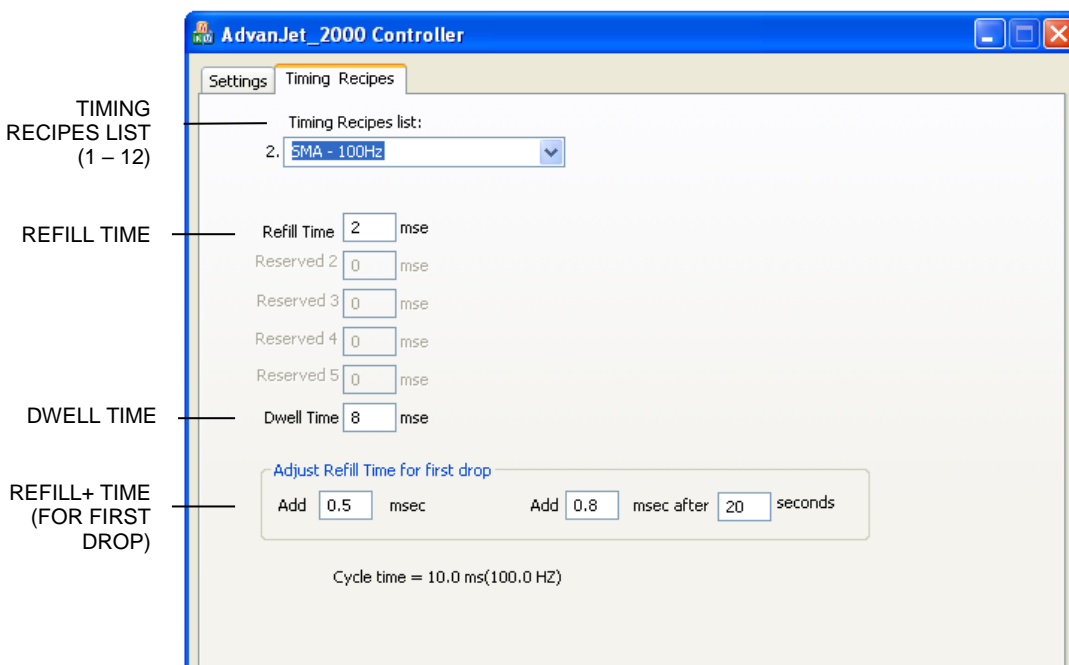 AdvanJet_2000 Controller
Settings
Timing Recipes
TIMING
RECIPES LIST
(1 – 12)
Timing Recipes list:
2. SMA - 100Hz
REFILL TIME
Refill Time 2 mse
Reserved 2 0 mse
Reserved 3 0 mse
Reserved 4 0 mse
Reserved 5 0 mse
DWELL TIME
Dwell Time 8 mse
REFILL+ TIME
(FOR FIRST
DROP)
Adjust Refill Time for first drop
Add 0.5 msec Add 0.8 msec after 20 seconds
Cycle time = 10.0 ms(100.0 HZ)